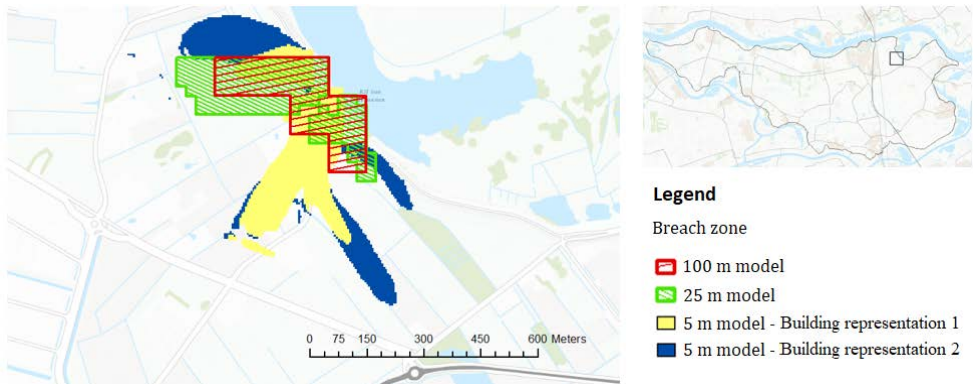 0 75 150 300 450 600 Meters
Legend
Breach zone
100 m model
25 m model
5 m model - Building representation 1
5 m model - Building representation 2